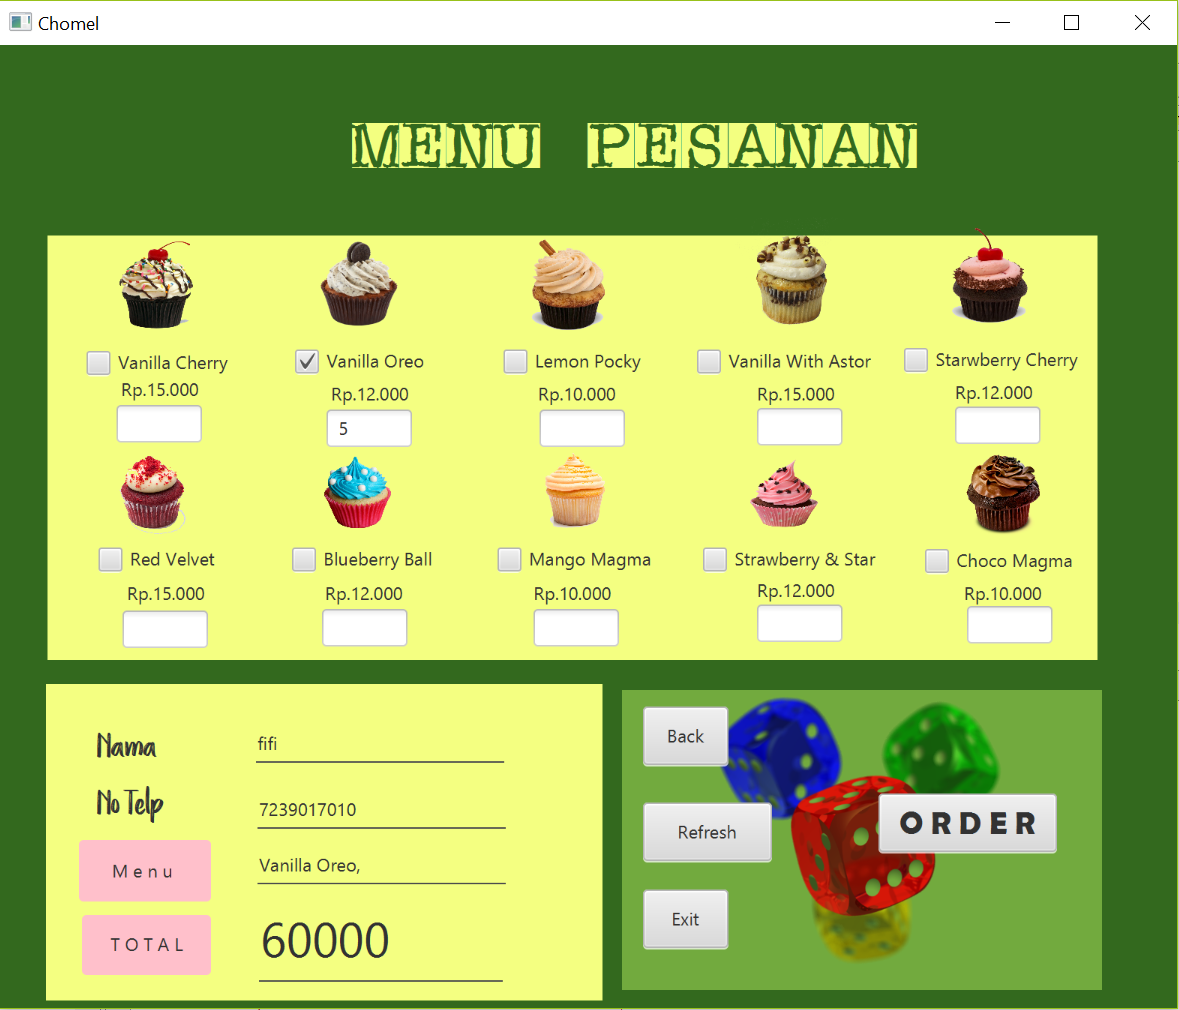 Chomel
MENU PESANAN
Vanilla Cherry
Rp.15.000
Vanilla Oreo
Rp.12.000
5
Lemon Pocky
Rp.10.000
Vanilla With Astor
Rp.15.000
Starwberry Cherry
Rp.12.000
Red Velvet
Rp.15.000
Blueberry Ball
Rp.12.000
Mango Magma
Rp.10.000
Strawberry & Star
Rp.12.000
Choco Magma
Rp.10.000
Nama
fifi
No Telp
7239017010
Menu
Vanilla Oreo,
TOTAL
60000
Back
Refresh
Exit
ORDER